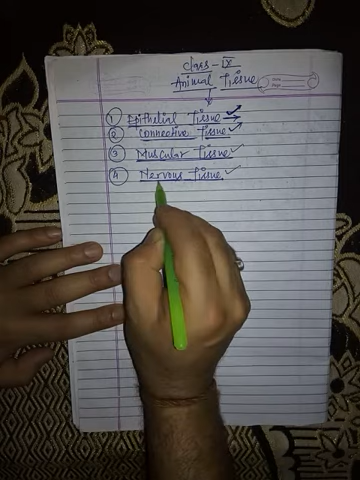 Class - IX
Animal Tissue
① Epithelial Tissue
② connective Tissue
③ Muscular Tissue
④ Nervous Tissue